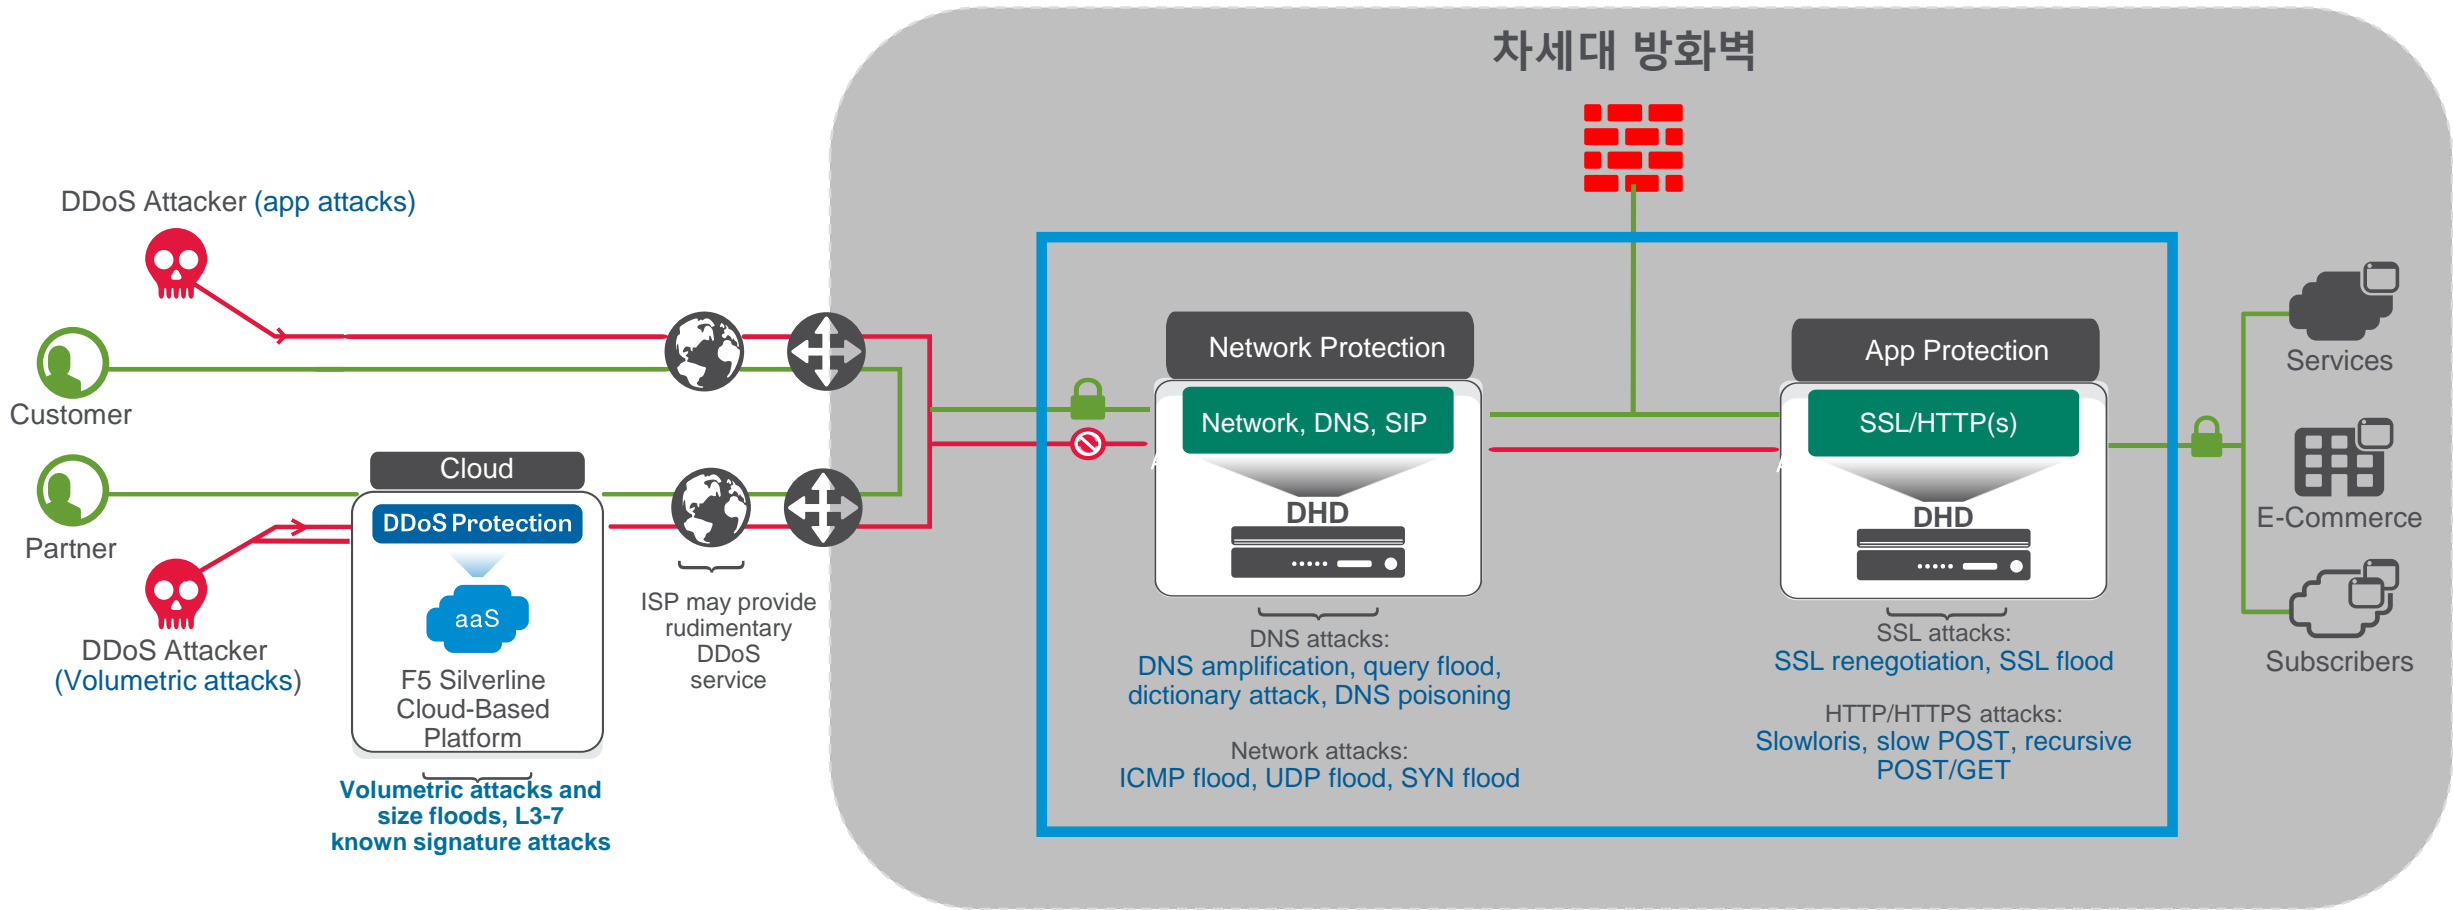 차세대 방화벽
DDoS Attacker (app attacks)
Customer
Partner
DDoS Attacker
(Volumetric attacks)
Cloud
DDoS Protection
aaS
F5 Silverline
Cloud-Based
Platform
Volumetric attacks and
size floods, L3-7
known signature attacks
ISP may provide
rudimentary
DDoS
service
Network Protection
Network, DNS, SIP
DHD
DNS attacks:
DNS amplification, query flood,
dictionary attack, DNS poisoning
Network attacks:
ICMP flood, UDP flood, SYN flood
App Protection
SSL/HTTP(s)
DHD
SSL attacks:
SSL renegotiation, SSL flood
HTTP/HTTPS attacks:
Slowloris, slow POST, recursive
POST/GET
Services
E-Commerce
Subscribers